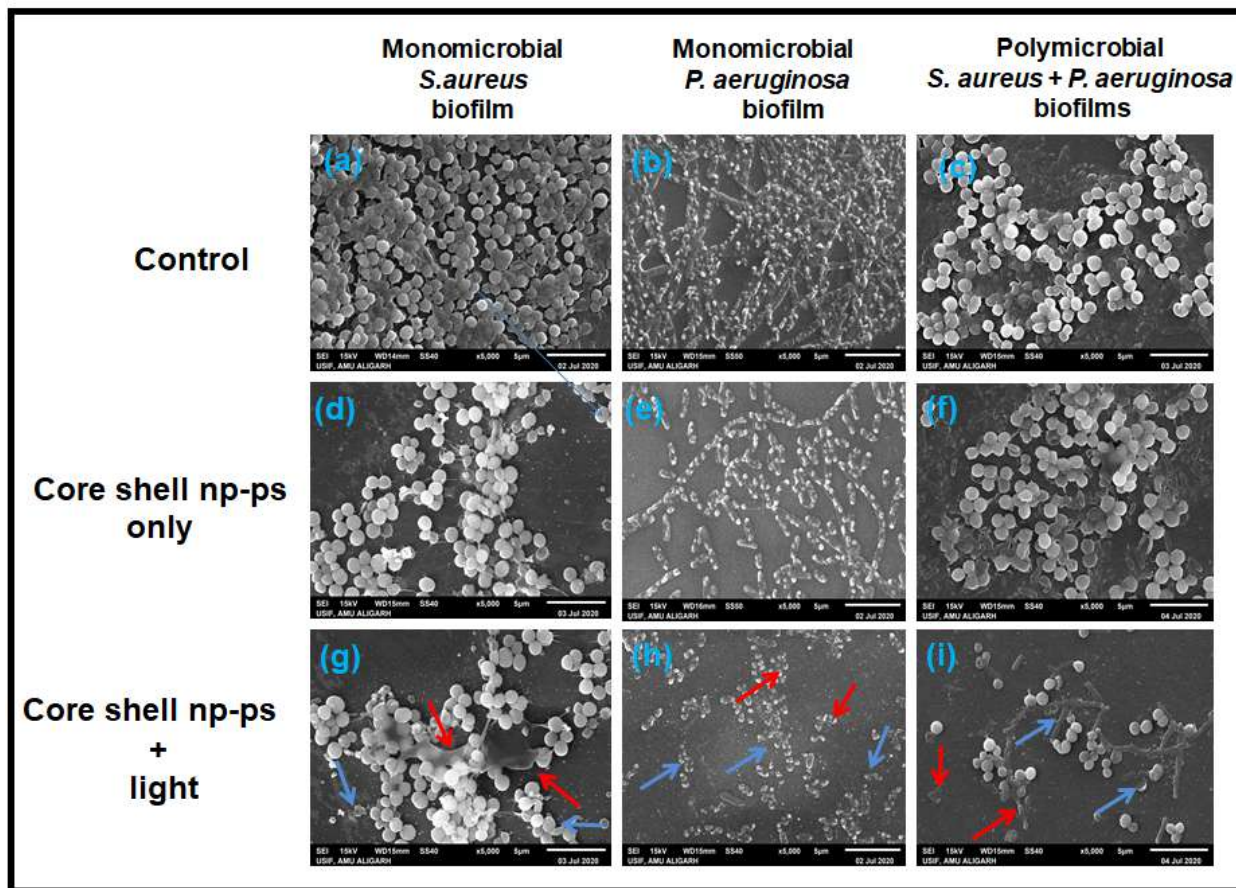 Monomicrobial
S.aureus
biofilm
Monomicrobial
P. aeruginosa
biofilm
Polymicrobial
S. aureus + P. aeruginosa
biofilms
Control
(a)
SEI 15kV WD14mm SS40 x5,000 5µm
USIF, AMU ALIGARH 02 Jul 2020
(b)
SEI 15kV WD15mm SS50 x5,000 5µm
USIF, AMU ALIGARH 02 Jul 2020
(c)
SEI 15kV WD15mm SS40 x5,000 5µm
USIF, AMU ALIGARH 03 Jul 2020
Core shell np-ps
only
(d)
SEI 15kV WD15mm SS40 x5,000 5µm
USIF, AMU ALIGARH 03 Jul 2020
(e)
SEI 15kV WD16mm SS50 x5,000 5µm
USIF, AMU ALIGARH 02 Jul 2020
(f)
SEI 15kV WD15mm SS40 x5,000 5µm
USIF, AMU ALIGARH 04 Jul 2020
Core shell np-ps
+
light
(g)
SEI 15kV WD15mm SS40 x5,000 5µm
USIF, AMU ALIGARH 03 Jul 2020
(h)
SEI 15kV WD15mm SS40 x5,000 5µm
USIF, AMU ALIGARH 02 Jul 2020
(i)
SEI 15kV WD15mm SS40 x5,000 5µm
USIF, AMU ALIGARH 04 Jul 2020